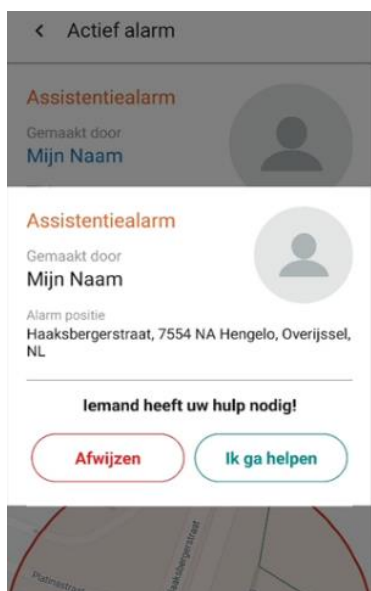 Actief alarm
Assistentiealarm
Gemaakt door
Mijn Naam
Assistentiealarm
Gemaakt door
Mijn Naam
Alarm positie
Haaksbergerstraat, 7554 NA Hengelo, Overijssel,
NL
Iemand heeft uw hulp nodig!
Afwijzen
Ik ga helpen